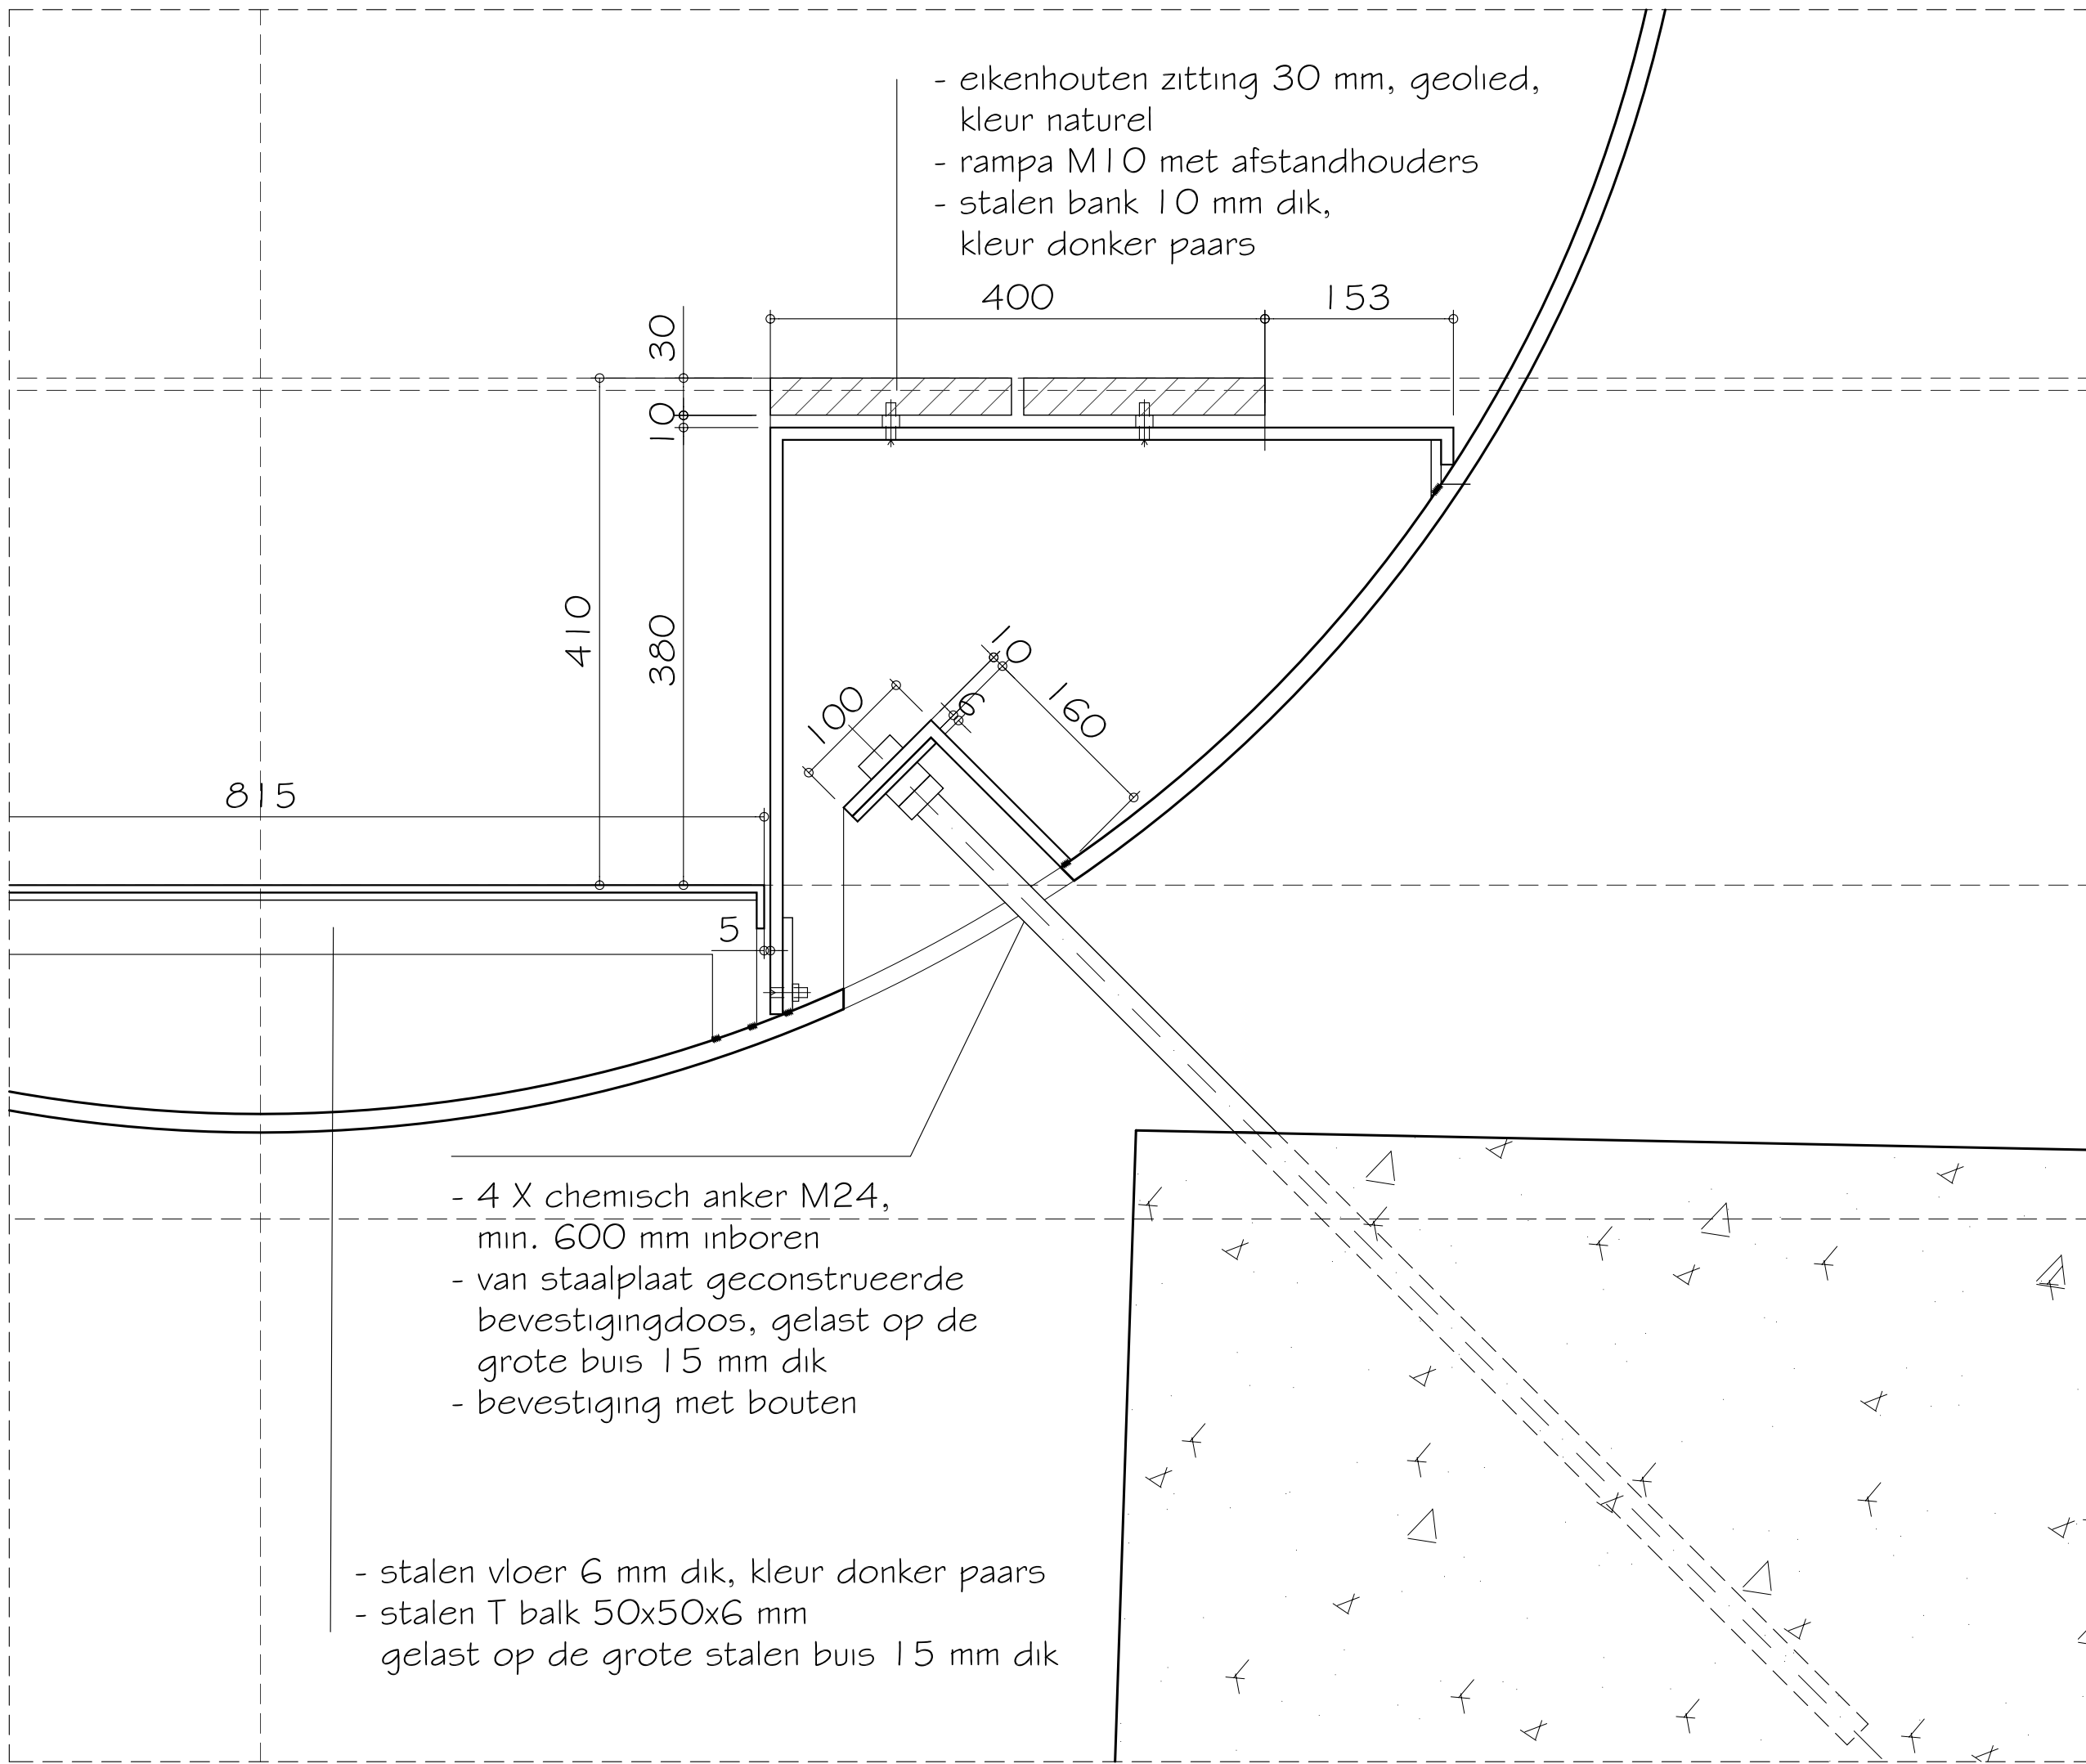 - eikenhouten zitting 30 mm, geolied,
kleur naturel
- rampa M10 met afstandhouders
- stalen bank 10 mm dik,
kleur donker paars
400
153
30
10
410
380
10
6
100
160
815
5
- 4 X chemisch anker M24,
min. 600 mm inboren
- van staalplaat geconstrueerde
bevestigingdoos, gelast op de
grote buis 15 mm dik
- bevestiging met bouten
- stalen vloer 6 mm dik, kleur donker paars
- stalen T balk 50x50x6 mm
gelast op de grote stalen buis 15 mm dik